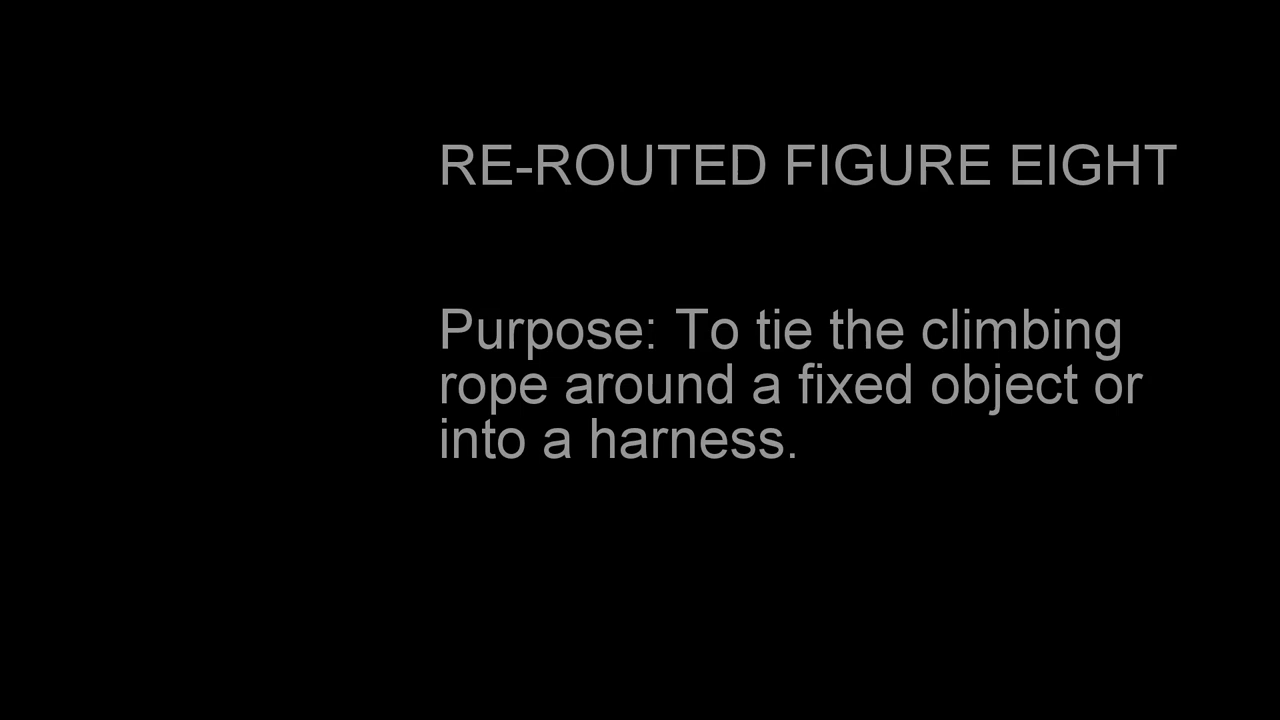 RE-ROUTED FIGURE EIGHT
Purpose: To tie the climbing
rope around a fixed object or
into a harness.